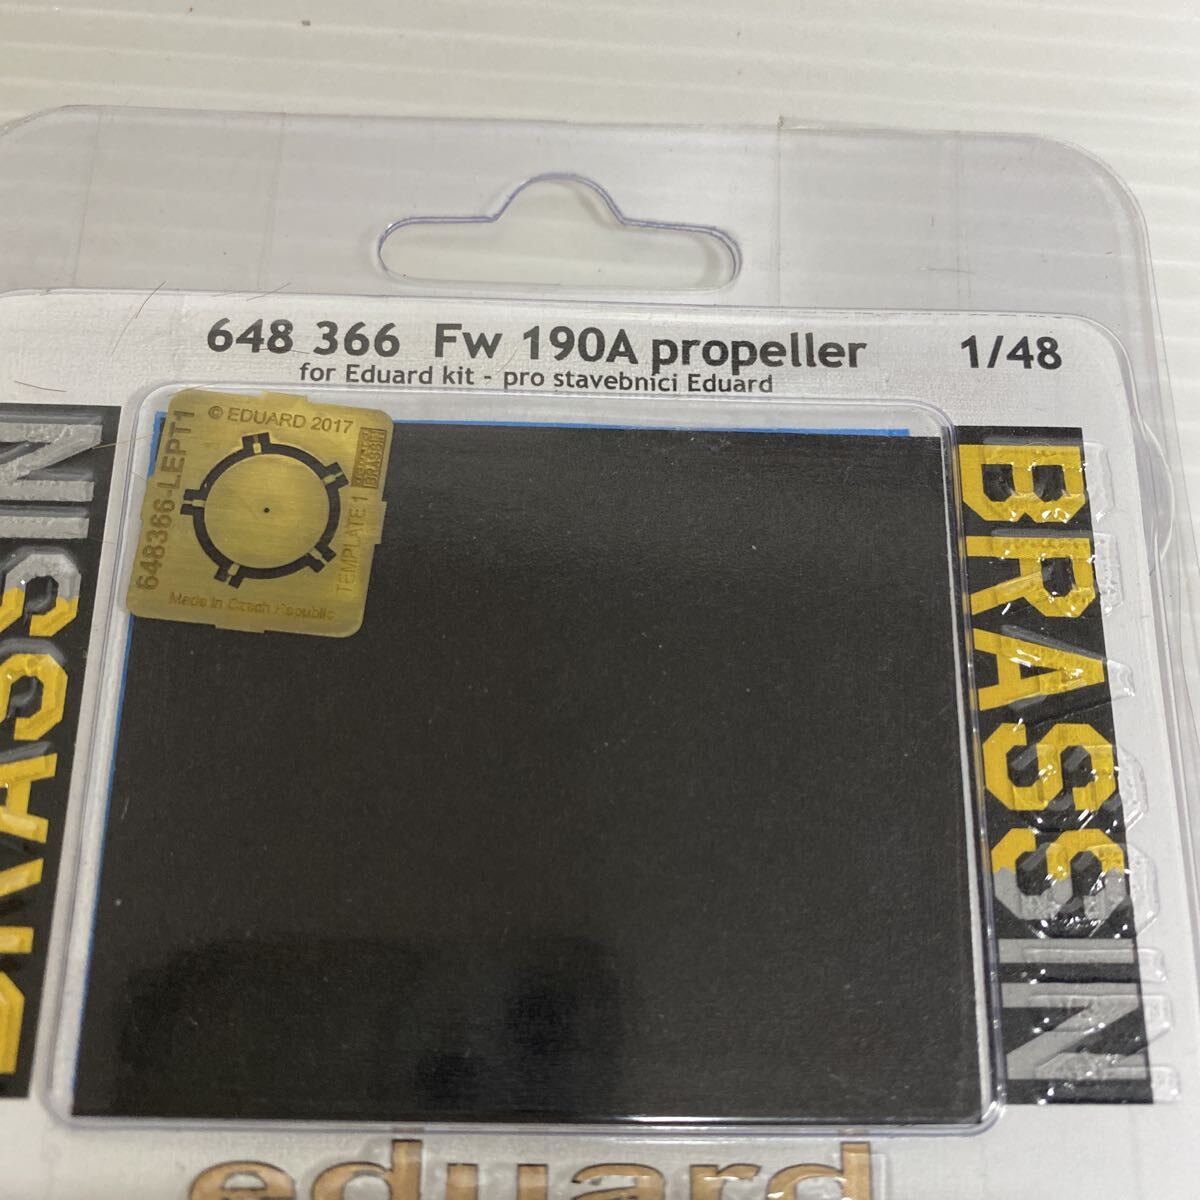 648 366 Fw 190A propeller 1/48
for Eduard kit - pro stavebnici Eduard
© EDUARD 2017
648366-LEPT1
TEMPLATE 1
BRASSIN
Made in Czech Republic
BRASSIN
BRASSIN
eduard